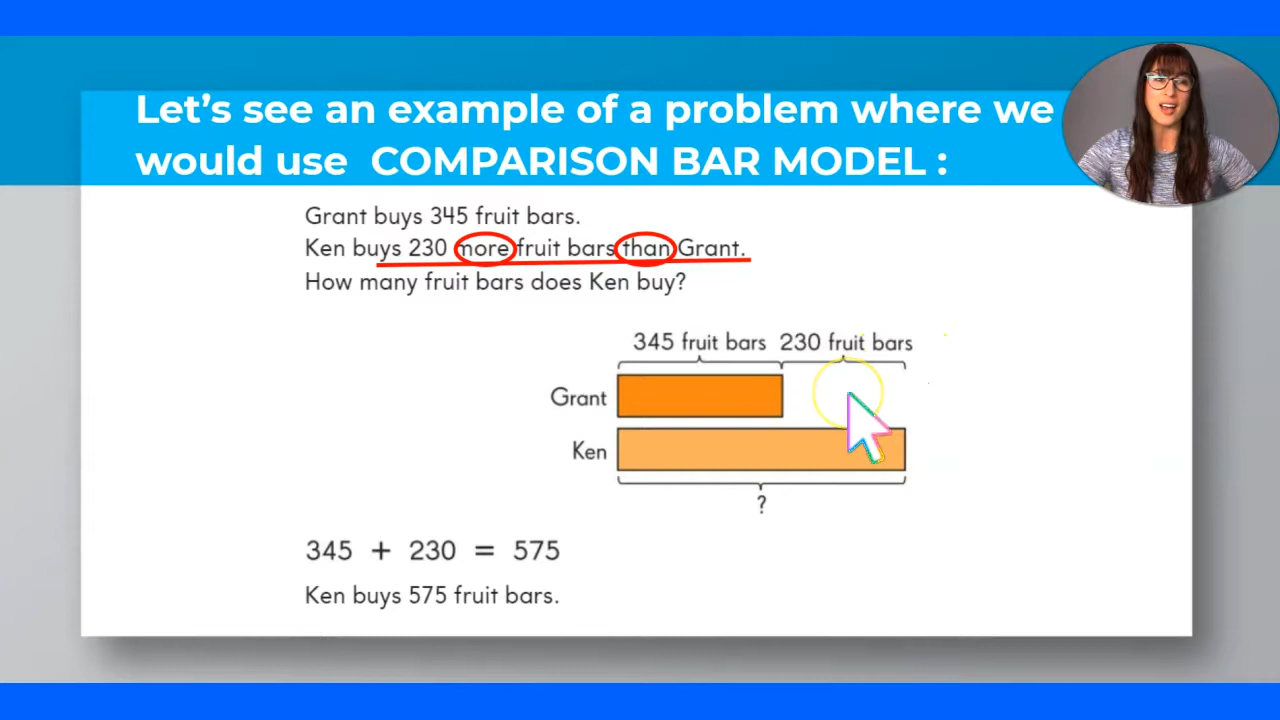 Let's see an example of a problem where we
would use COMPARISON BAR MODEL :
Grant buys 345 fruit bars.
Ken buys 230 more fruit bars than Grant.
How many fruit bars does Ken buy?
345 fruit bars 230 fruit bars
Grant
Ken
?
345 + 230 = 575
Ken buys 575 fruit bars.